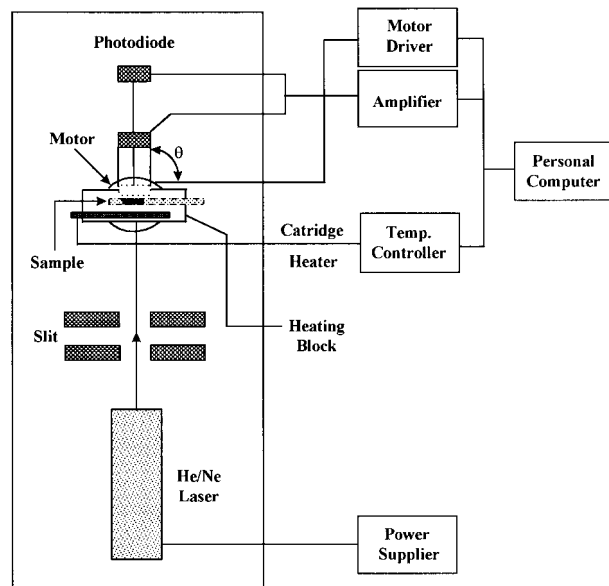 Photodiode
Motor
Driver
Amplifier
Motor
θ
Personal
Computer
Catridge
Heater
Temp.
Controller
Sample
Slit
Heating
Block
He/Ne
Laser
Power
Supplier